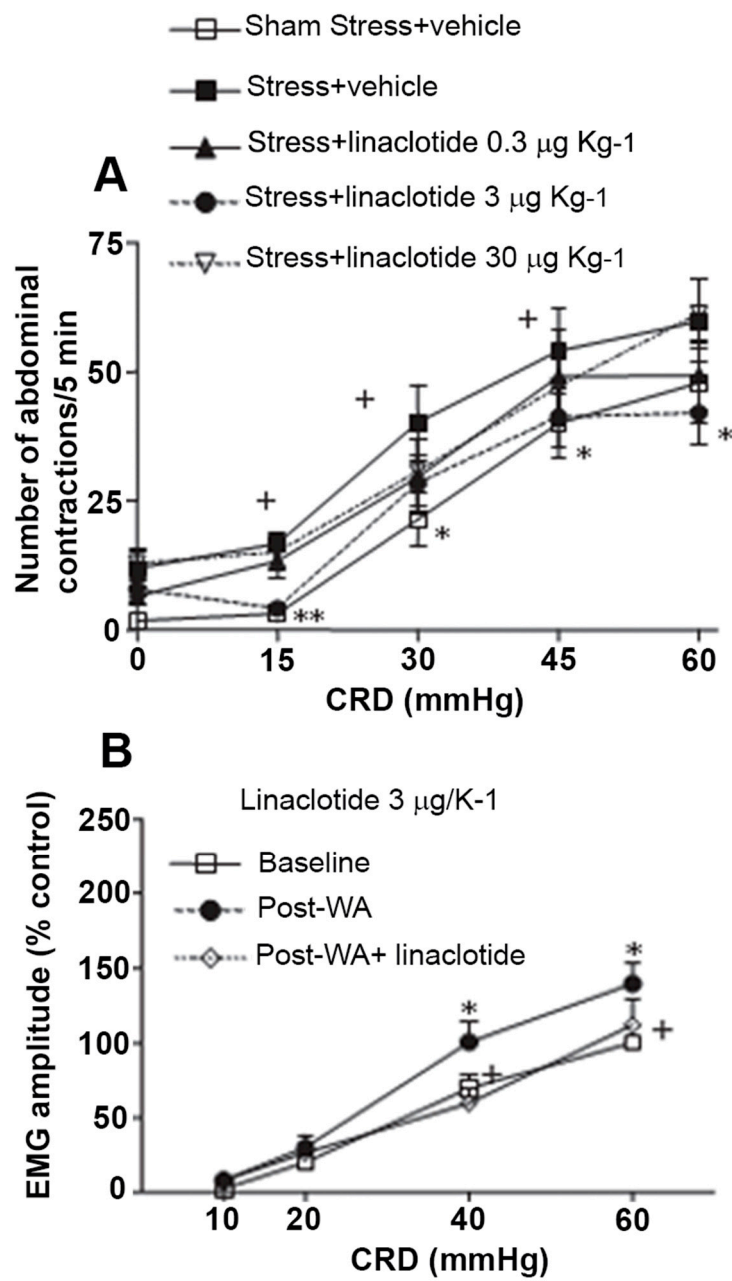 Sham Stress+vehicle
Stress+vehicle
Stress+linaclotide 0.3 μg Kg-1
A
Stress+linaclotide 3 μg Kg-1
Stress+linaclotide 30 μg Kg-1
75
50
25
0
Number of abdominal
contractions/5 min
+
+
+
**
*
*
*
0 15 30 45 60
CRD (mmHg)
B
Linaclotide 3 μg/K-1
Baseline
Post-WA
Post-WA+ linaclotide
250
200
150
100
50
0
EMG amplitude (% control)
*
*
+
+
10 20 40 60
CRD (mmHg)